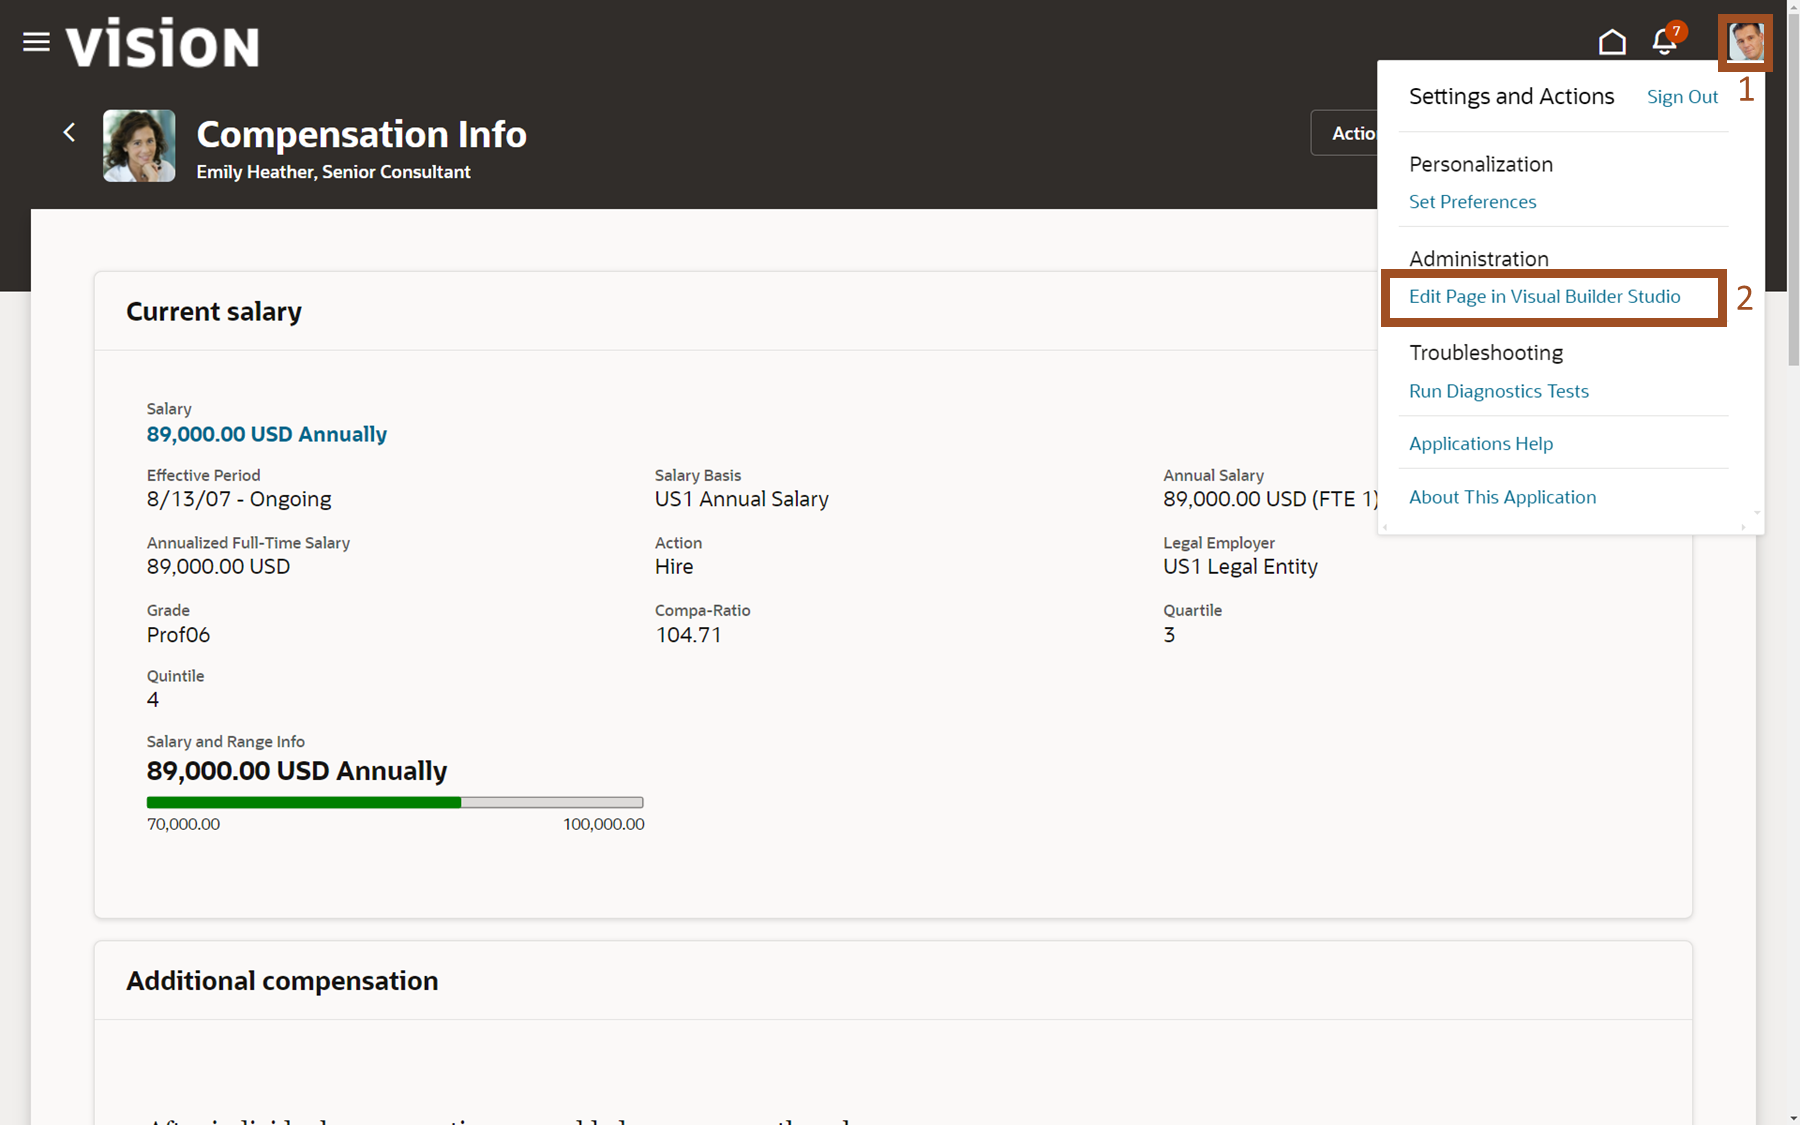 VISION
7
1
Settings and Actions Sign Out
Compensation Info
Emily Heather, Senior Consultant
Actio
Personalization
Set Preferences
Administration
Edit Page in Visual Builder Studio
2
Troubleshooting
Run Diagnostics Tests
Applications Help
About This Application
Current salary
Salary
89,000.00 USD Annually
Effective Period
8/13/07 - Ongoing
Salary Basis
US1 Annual Salary
Annual Salary
89,000.00 USD (FTE 1)
Annualized Full-Time Salary
89,000.00 USD
Action
Hire
Legal Employer
US1 Legal Entity
Grade
Prof06
Compa-Ratio
104.71
Quartile
3
Quintile
4
Salary and Range Info
89,000.00 USD Annually
70,000.00 100,000.00
Additional compensation